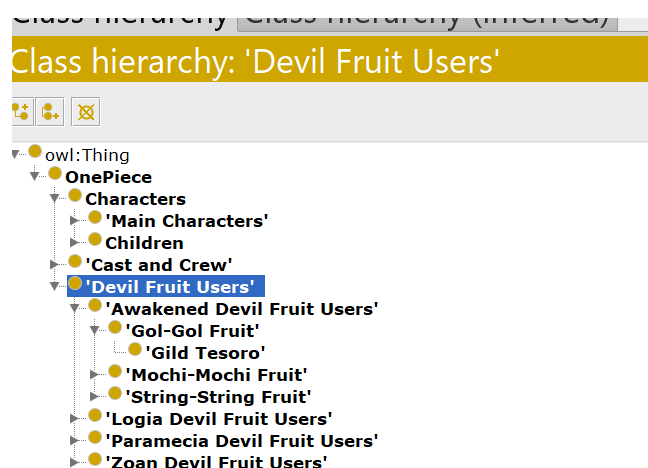 Class hierarchy Class hierarchy (inferred)
Class hierarchy: 'Devil Fruit Users'
owl:Thing
OnePiece
Characters
'Main Characters'
Children
'Cast and Crew'
'Devil Fruit Users'
'Awakened Devil Fruit Users'
'Gol-Gol Fruit'
'Gild Tesoro'
'Mochi-Mochi Fruit'
'String-String Fruit'
'Logia Devil Fruit Users'
'Paramecia Devil Fruit Users'
'Zoan Devil Fruit Users'